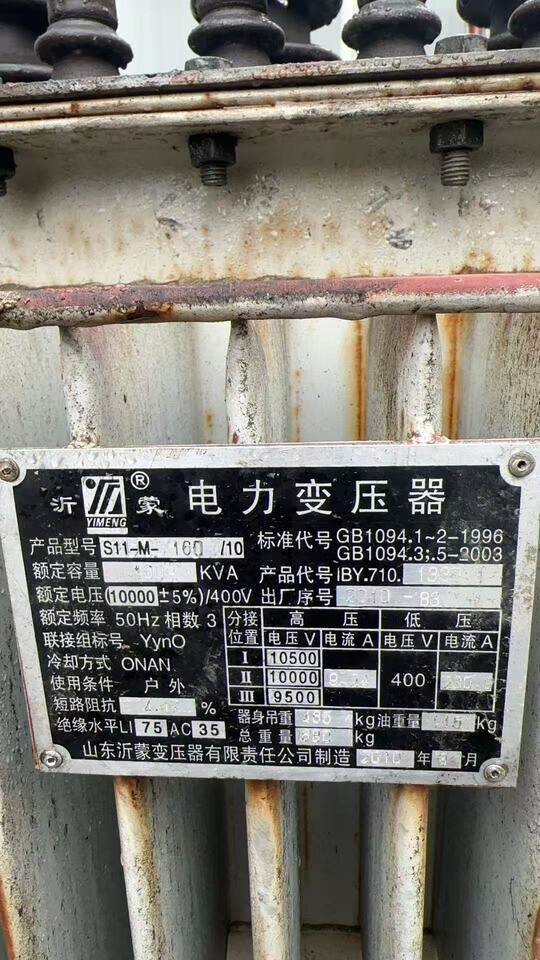 沂 YIMENG ® 蒙 电力变压器
产品型号 S11-M- 160 /10 标准代号 GB1094.1~2-1996
GB1094.3;.5-2003
额定容量 KVA 产品代号 1BY.710.
额定电压 (10000±5%)/400V 出厂序号
额定频率 50Hz 相数 3
联接组标号 Yyn0
冷却方式 ONAN
使用条件 户外
短路阻抗 %
绝缘水平 LI 75 AC 35
分接位置 高压 低压
电压V 电流A 电压V 电流A
I 10500
II 10000 400
III 9500
器身吊重 kg 油重量 kg
总重量 kg
山东沂蒙变压器有限责任公司制造 2010 年 月